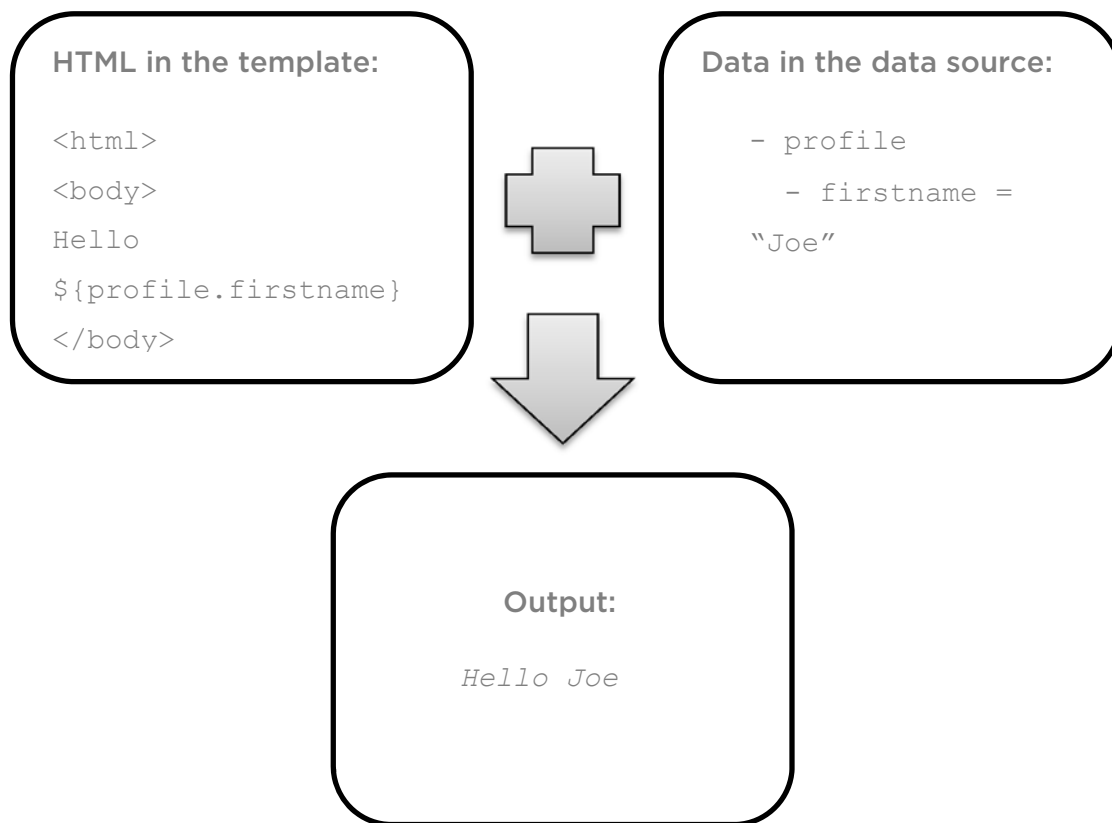 HTML in the template:
<html>
<body>
Hello
${profile.firstname}
</body>
Data in the data source:
- profile
- firstname =
“Joe”
Output:
Hello Joe